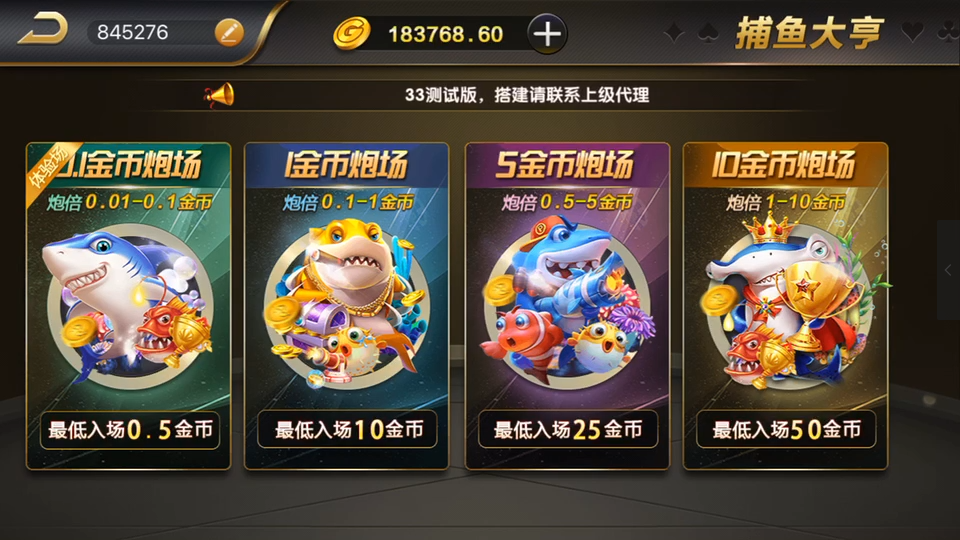 845276
183768.60
捕鱼大亨
33测试版，搭建请联系上级代理
体验场
0.1金币炮场
炮倍0.01-0.1金币
最低入场0.5金币
1金币炮场
炮倍0.1-1金币
最低入场10金币
5金币炮场
炮倍0.5-5金币
最低入场25金币
10金币炮场
炮倍1-10金币
最低入场50金币